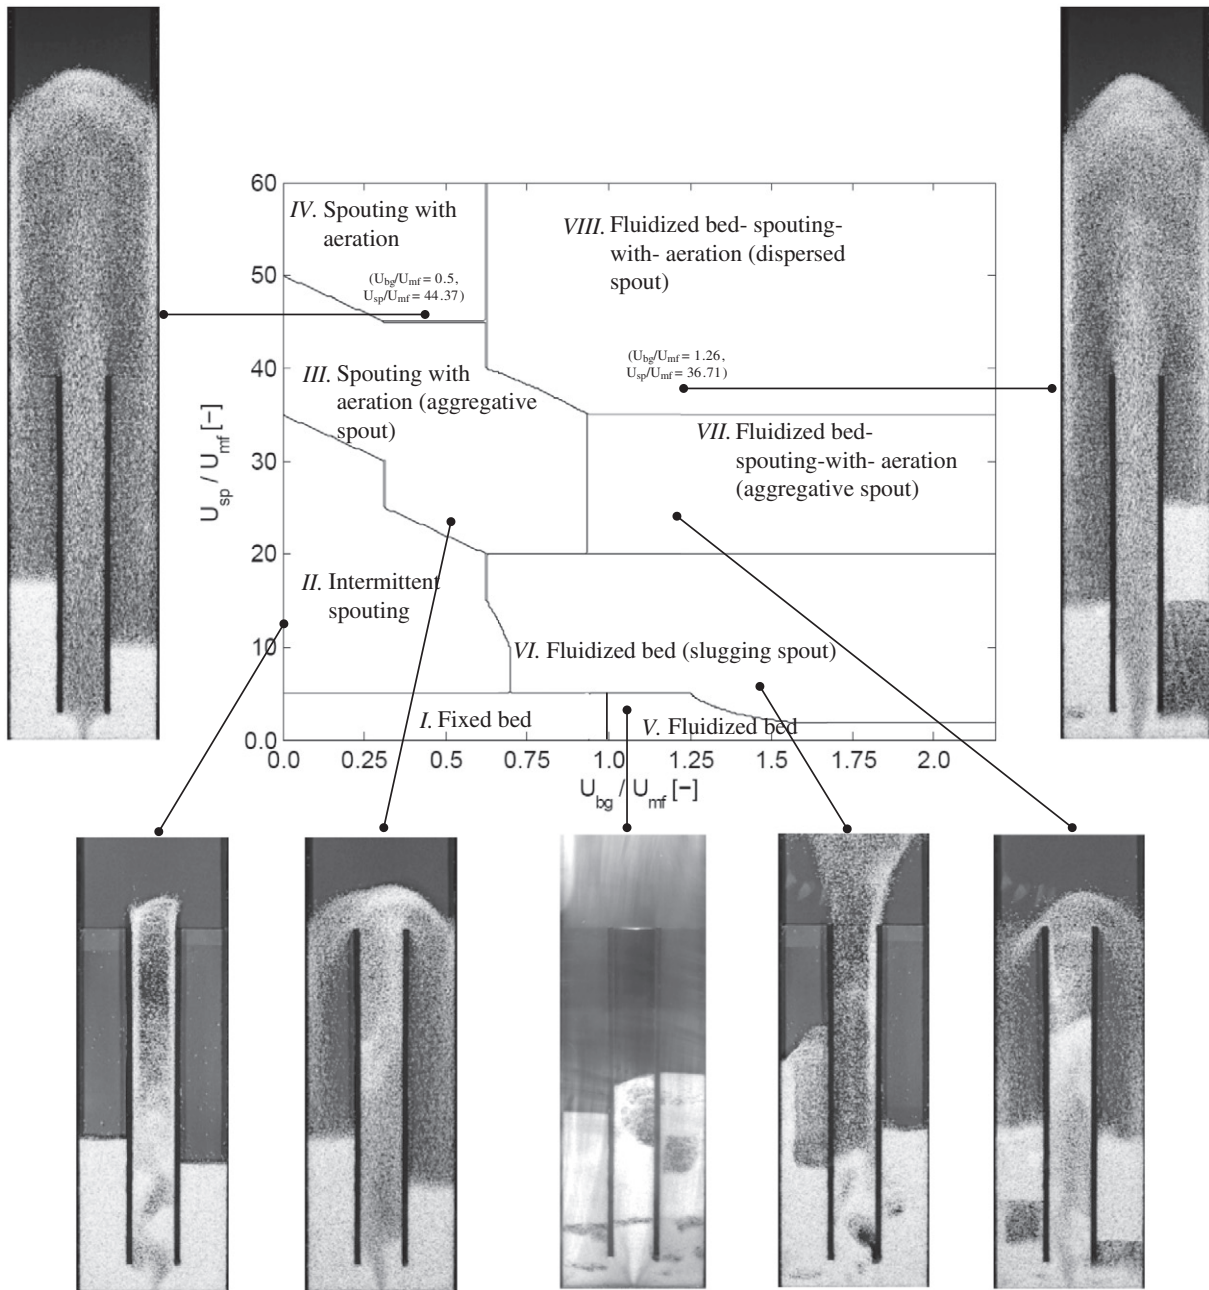 60
IV. Spouting with
aeration
VIII. Fluidized bed- spouting-
with- aeration (dispersed
spout)
50
(Ubg/Umf = 0.5,
Usp/Umf = 44.37)
40
(Ubg/Umf = 1.26,
Usp/Umf = 36.71)
III. Spouting with
aeration (aggregative
spout)
VII. Fluidized bed-
spouting-with- aeration
(aggregative spout)
Usp / Umf [−]
30
20
II. Intermittent
spouting
10
VI. Fluidized bed (slugging spout)
I. Fixed bed
V. Fluidized bed
0.0
0.0 0.25 0.5 0.75 1.0 1.25 1.5 1.75 2.0
Ubg / Umf [−]